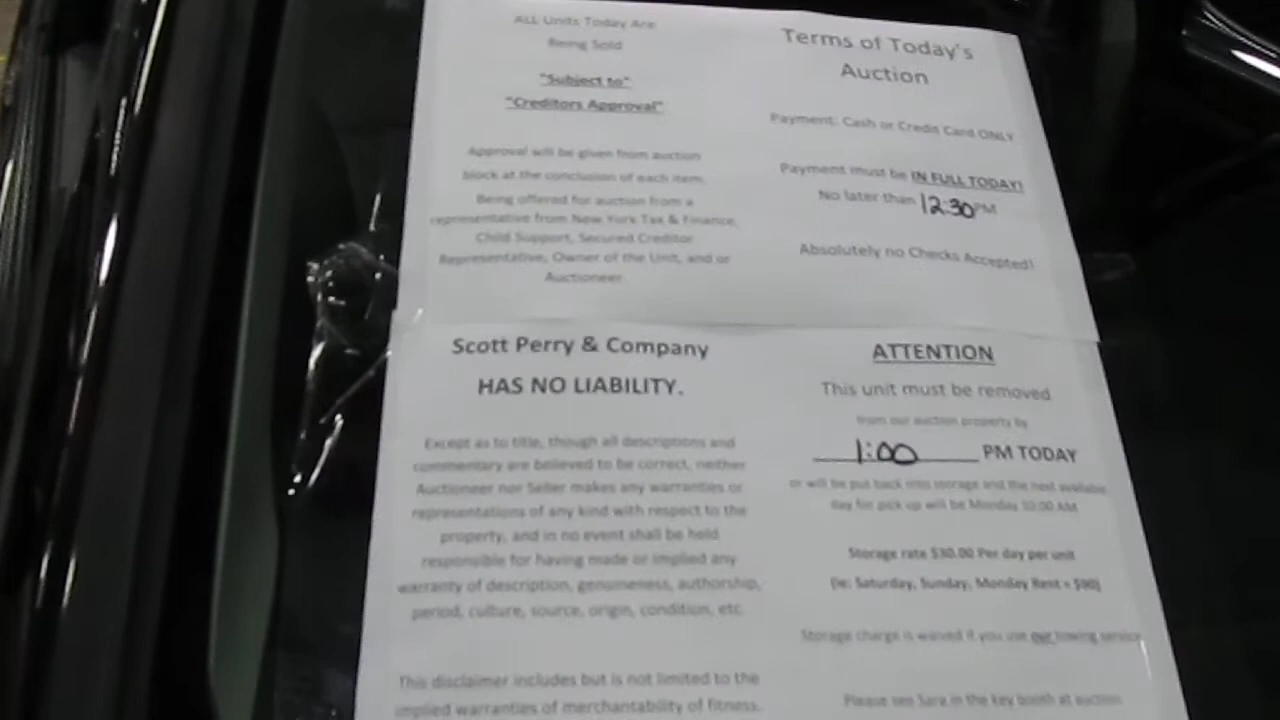 ALL Units Today Are
Being Sold
"Subject to"
"Creditors Approval"
Approval will be given from auction
block at the conclusion of each item.
Being offered for auction from a
representative from New York Tax & Finance,
Child Support, Secured Creditor
Representative, Owner of the Unit, and or
Auctioneer.
Terms of Today's
Auction
Payment: Cash or Credit Card ONLY
Payment must be IN FULL TODAY!
No later than 12:30 PM
Absolutely no Checks Accepted!
Scott Perry & Company
HAS NO LIABILITY.
Except as to title, though all descriptions and
commentary are believed to be correct, neither
Auctioneer nor Seller makes any warranties or
representations of any kind with respect to the
property, and in no event shall be held
responsible for having made or implied any
warranty of description, genuineness, authorship,
period, culture, source, origin, condition, etc.
This disclaimer includes but is not limited to the
implied warranties of merchantability of fitness.
ATTENTION
This unit must be removed
from our auction property by
1:00 PM TODAY
or will be put back into storage and the next available
day for pick up will be Monday 10:00 AM
Storage rate $30.00 Per day per unit
(ie: Saturday, Sunday, Monday Rent = $90)
Storage charge is waived if you use our towing service
Please see Sara in the key booth at auction